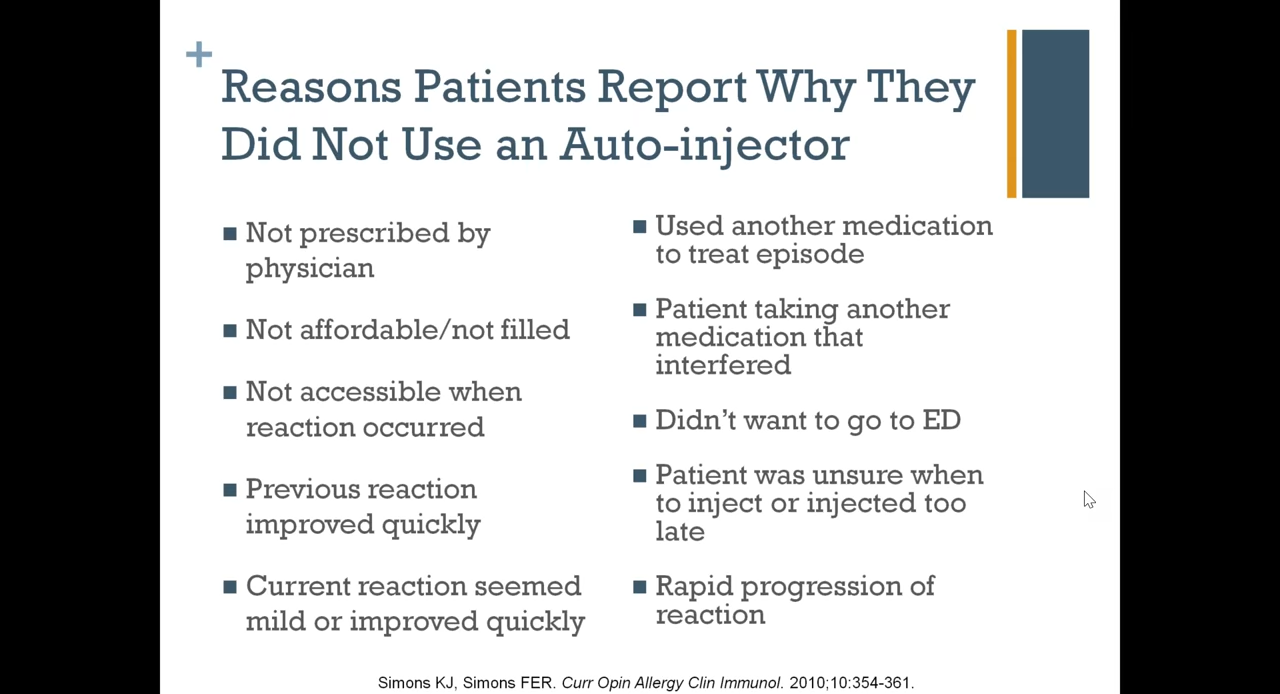 +
Reasons Patients Report Why They
Did Not Use an Auto-injector
■ Not prescribed by
physician
■ Not affordable/not filled
■ Not accessible when
reaction occurred
■ Previous reaction
improved quickly
■ Current reaction seemed
mild or improved quickly
■ Used another medication
to treat episode
■ Patient taking another
medication that
interfered
■ Didn’t want to go to ED
■ Patient was unsure when
to inject or injected too
late
■ Rapid progression of
reaction
Simons KJ, Simons FER. Curr Opin Allergy Clin Immunol. 2010;10:354-361.